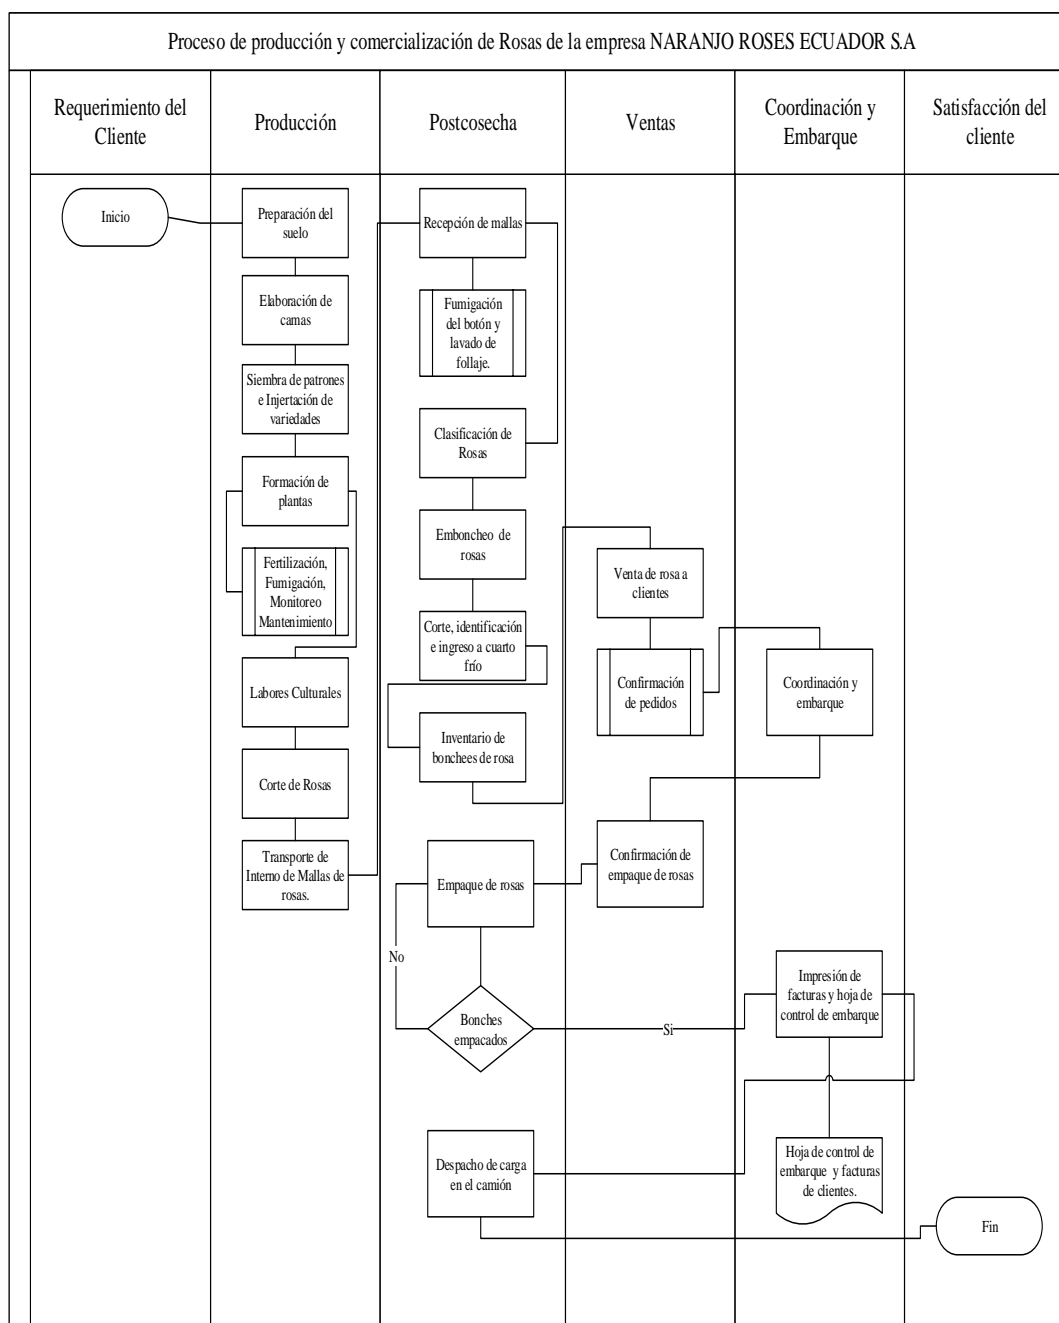 Proceso de producción y comercialización de Rosas de la empresa NARANJO ROSES ECUADOR S.A
Requerimiento del
Cliente
Producción
Postcosecha
Ventas
Coordinación y
Embarque
Satisfacción del
cliente
Inicio
Preparación del
suelo
Elaboración de
camas
Siembra de patrones
e Injertación de
variedades
Formación de
plantas
Fertilización,
Fumigación,
Monitoreo
Mantenimiento
Labores Culturales
Corte de Rosas
Transporte de
Interno de Mallas de
rosas.
Recepción de mallas
Fumigación
del botón y
lavado de
follaje.
Clasificación de
Rosas
Emboncheo de
rosas
Corte, identificación
e ingreso a cuarto
frío
Inventario de
bonchees de rosa
Venta de rosa a
clientes
Confirmación
de pedidos
Coordinación y
embarque
Confirmación de
empaque de rosas
Empaque de rosas
No
Bonches
empacados
Si
Impresión de
facturas y hoja de
control de embarque
Hoja de control de
embarque y facturas
de clientes.
Despacho de carga
en el camión
Fin